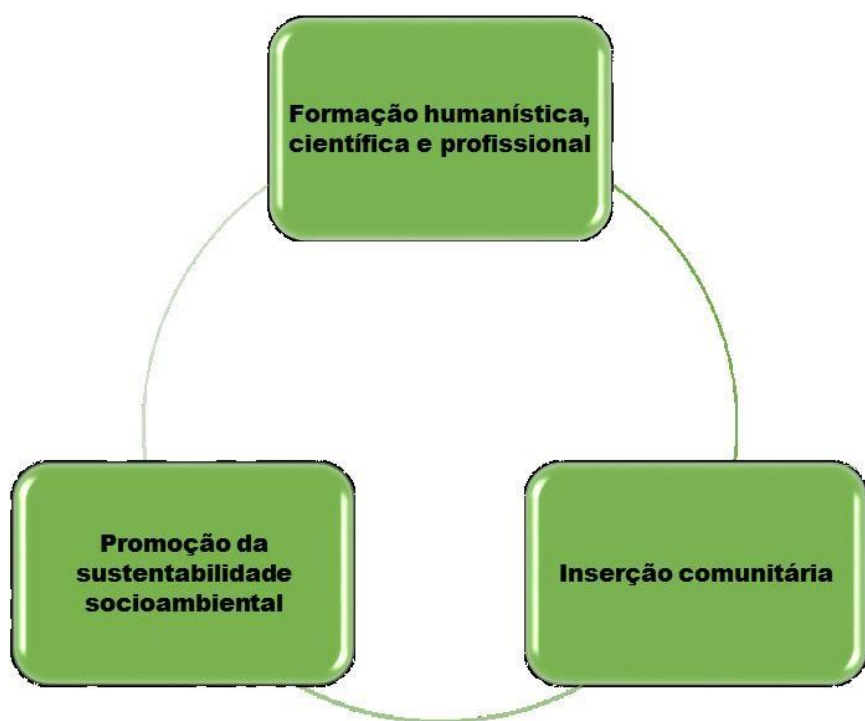 Formação humanística,
científica e profissional
Promoção da
sustentabilidade
socioambiental
Inserção comunitária